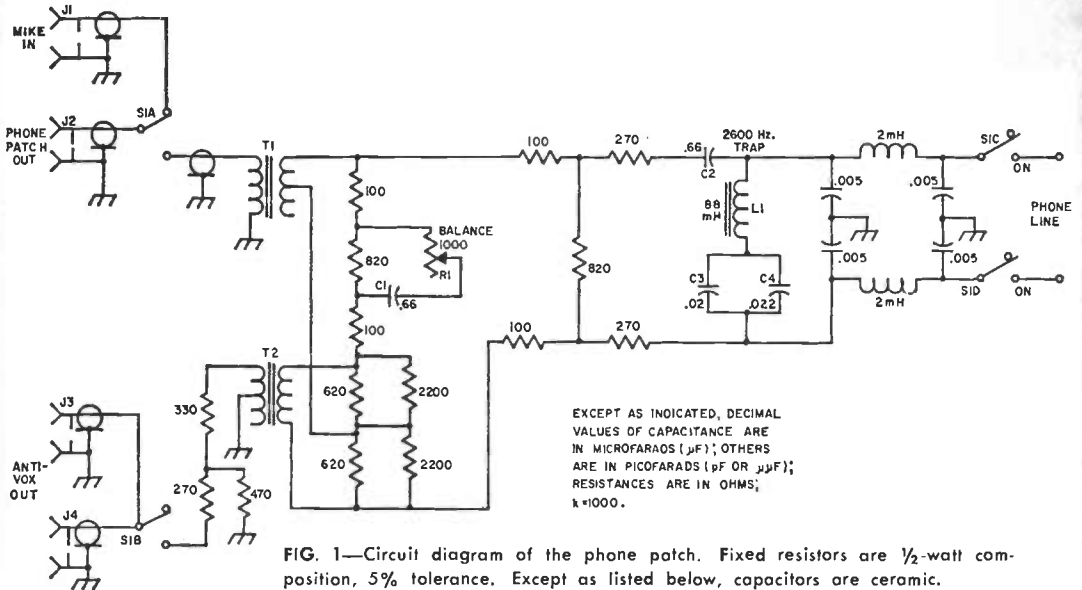 J1
MIKE
IN
J2
PHONE
PATCH
OUT
S1A
T1
100
820
BALANCE
1000
R1
C1
.66
100
T2
620
2200
620
2200
330
270
470
J3
ANTI-
VOX
OUT
J4
S1B
100
270
.66
C2
2600 Hz.
TRAP
88
mH
L1
820
C3
.02
C4
.022
100
270
2mH
.005
.005
.005
.005
2mH
S1C
ON
PHONE
LINE
S1D
ON
EXCEPT AS INDICATED, DECIMAL
VALUES OF CAPACITANCE ARE
IN MICROFARADS (µF); OTHERS
ARE IN PICOFARADS (pF OR µµF);
RESISTANCES ARE IN OHMS;
k=1000.
FIG. 1—Circuit diagram of the phone patch. Fixed resistors are ½-watt com-
position, 5% tolerance. Except as listed below, capacitors are ceramic.